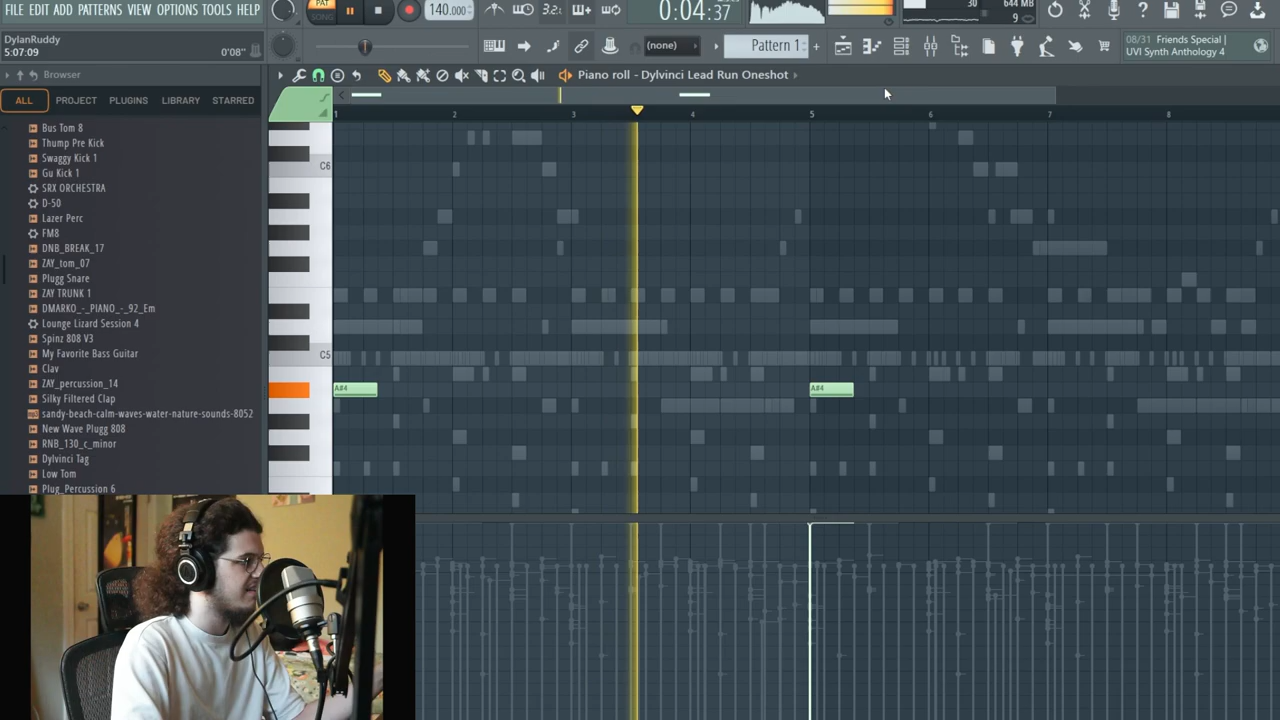 FILE EDIT ADD PATTERNS VIEW OPTIONS TOOLS HELP
PAT
SONG
140.000
3.2
0:04:37
30
644 MB
9
DylanRuddy
5:07:09
0'08"
(none)
Pattern 1
08/31 Friends Special |
UVI Synth Anthology 4
Browser
Piano roll - Dylvinci Lead Run Oneshot
ALL
PROJECT
PLUGINS
LIBRARY
STARRED
1
2
3
4
5
6
7
8
Bus Tom 8
Thump Pre Kick
Swaggy Kick 1
Gu Kick 1
SRX ORCHESTRA
D-50
Lazer Perc
FM8
DNB_BREAK_17
ZAY_tom_07
Plugg Snare
ZAY TRUNK 1
DMARKO_-_PIANO_-_92_Em
Lounge Lizard Session 4
Spinz 808 V3
My Favorite Bass Guitar
Clav
ZAY_percussion_14
Silky Filtered Clap
sandy-beach-calm-waves-water-nature-sounds-8052
New Wave Plugg 808
RNB_130_c_minor
Dylvinci Tag
Low Tom
Plug_Percussion 6
C6
C5
A#4
A#4